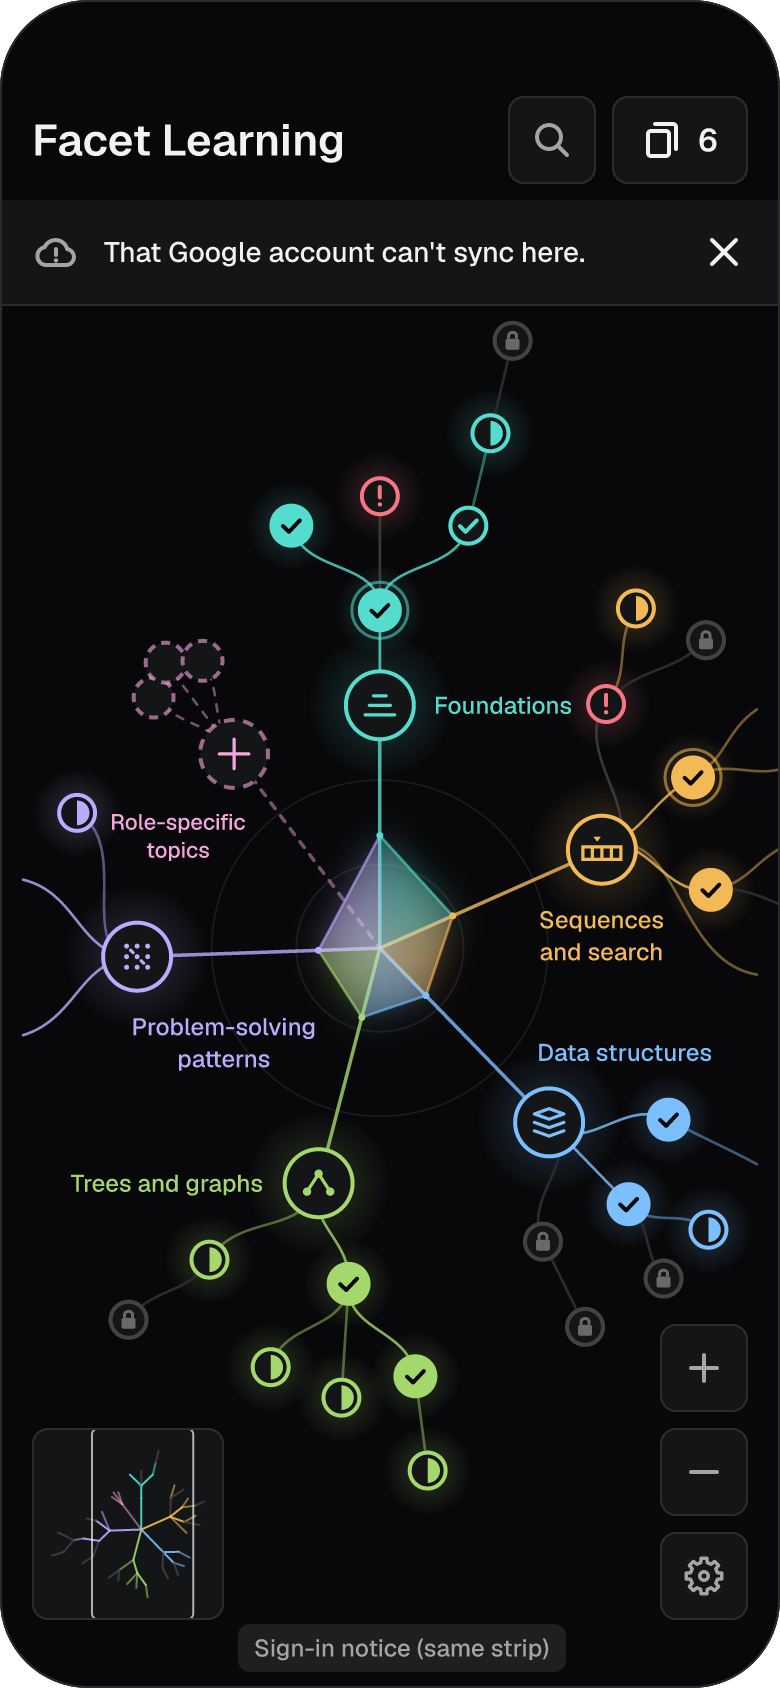 Facet Learning
6
That Google account can't sync here.
Foundations
Role-specific
topics
Sequences
and search
Problem-solving
patterns
Data structures
Trees and graphs
Sign-in notice (same strip)